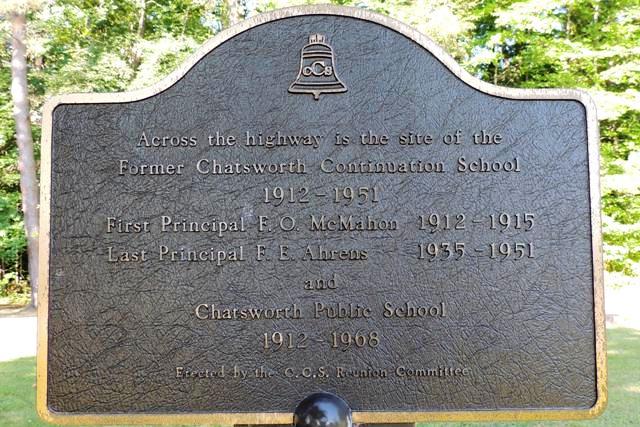 CCS
Across the highway is the site of the
Former Chatsworth Continuation School
1912 - 1951
First Principal F. O. McMahon 1912 - 1915
Last Principal F. E. Ahrens 1935 - 1951
and
Chatsworth Public School
1912 - 1968
Erected by the C.C.S. Reunion Committee